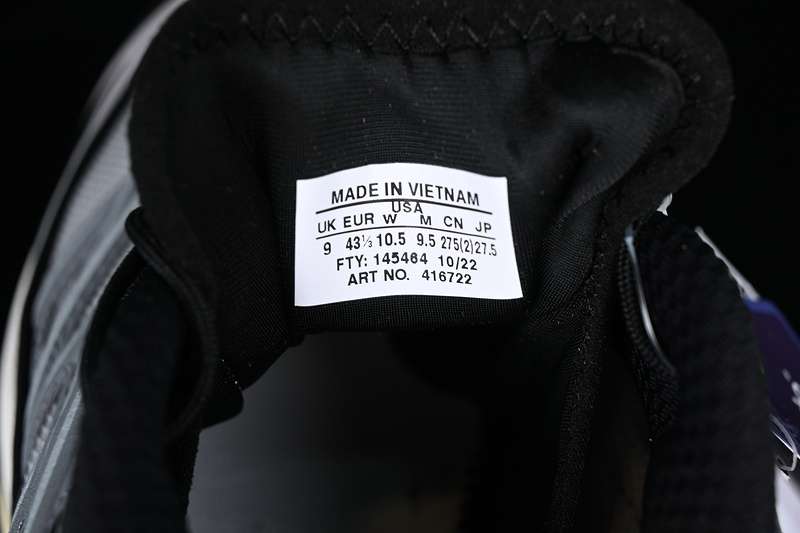 MADE IN VIETNAM
USA
UK EUR W M CN JP
9 43⅓ 10.5 9.5 275(2) 27.5
FTY: 145464 10/22
ART NO. 416722